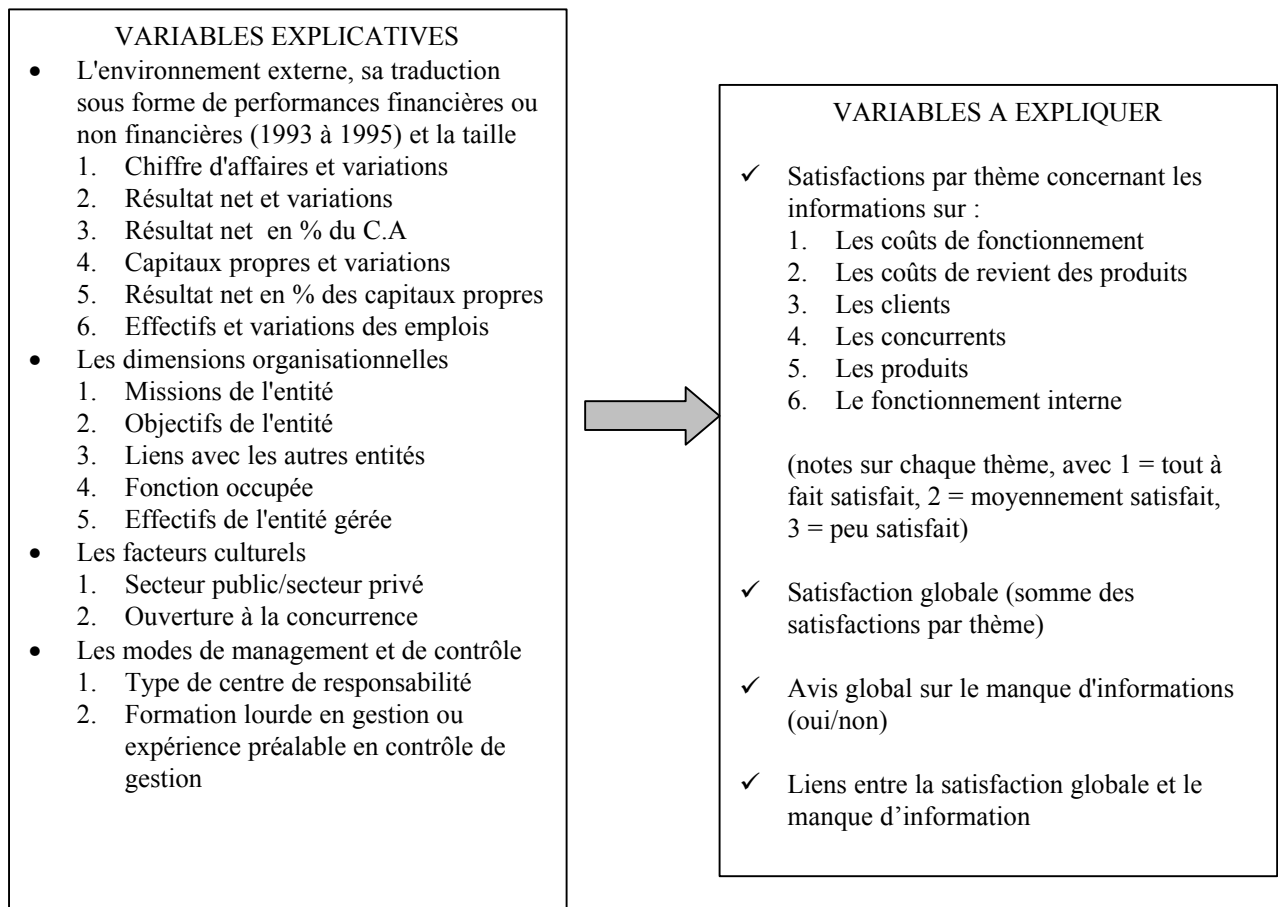 VARIABLES EXPLICATIVES
• L'environnement externe, sa traduction
sous forme de performances financières ou
non financières (1993 à 1995) et la taille
1. Chiffre d'affaires et variations
2. Résultat net et variations
3. Résultat net en % du C.A
4. Capitaux propres et variations
5. Résultat net en % des capitaux propres
6. Effectifs et variations des emplois
• Les dimensions organisationnelles
1. Missions de l'entité
2. Objectifs de l'entité
3. Liens avec les autres entités
4. Fonction occupée
5. Effectifs de l'entité gérée
• Les facteurs culturels
1. Secteur public/secteur privé
2. Ouverture à la concurrence
• Les modes de management et de contrôle
1. Type de centre de responsabilité
2. Formation lourde en gestion ou
expérience préalable en contrôle de
gestion
VARIABLES A EXPLIQUER
✓ Satisfactions par thème concernant les
informations sur :
1. Les coûts de fonctionnement
2. Les coûts de revient des produits
3. Les clients
4. Les concurrents
5. Les produits
6. Le fonctionnement interne
(notes sur chaque thème, avec 1 = tout à
fait satisfait, 2 = moyennement satisfait,
3 = peu satisfait)
✓ Satisfaction globale (somme des
satisfactions par thème)
✓ Avis global sur le manque d'informations
(oui/non)
✓ Liens entre la satisfaction globale et le
manque d’information